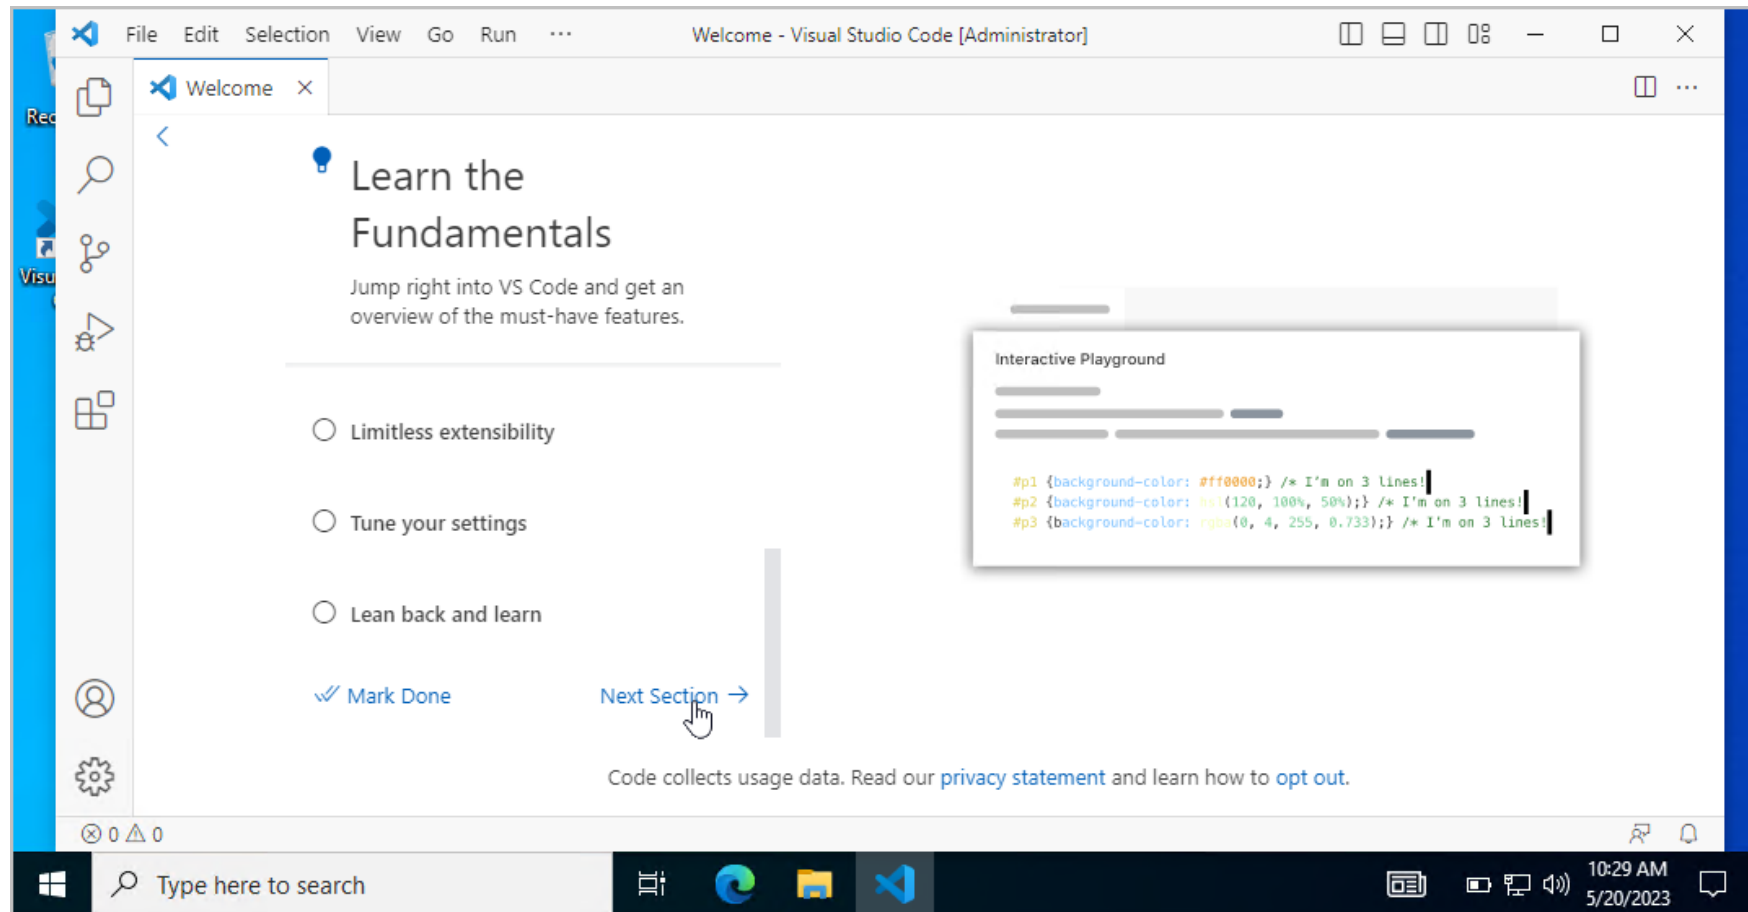 File Edit Selection View Go Run ··· Welcome - Visual Studio Code [Administrator]
Welcome
Learn the
Fundamentals
Jump right into VS Code and get an
overview of the must-have features.
Limitless extensibility
Tune your settings
Lean back and learn
Mark Done
Next Section
Interactive Playground
#p1 {background-color: #ff0000;} /* I'm on 3 lines!
#p2 {background-color: (120, 100%, 50%);} /* I'm on 3 lines!
#p3 {background-color: (0, 4, 255, 0.733);} /* I'm on 3 lines!
Code collects usage data. Read our privacy statement and learn how to opt out.
0 0
Type here to search
10:29 AM
5/20/2023